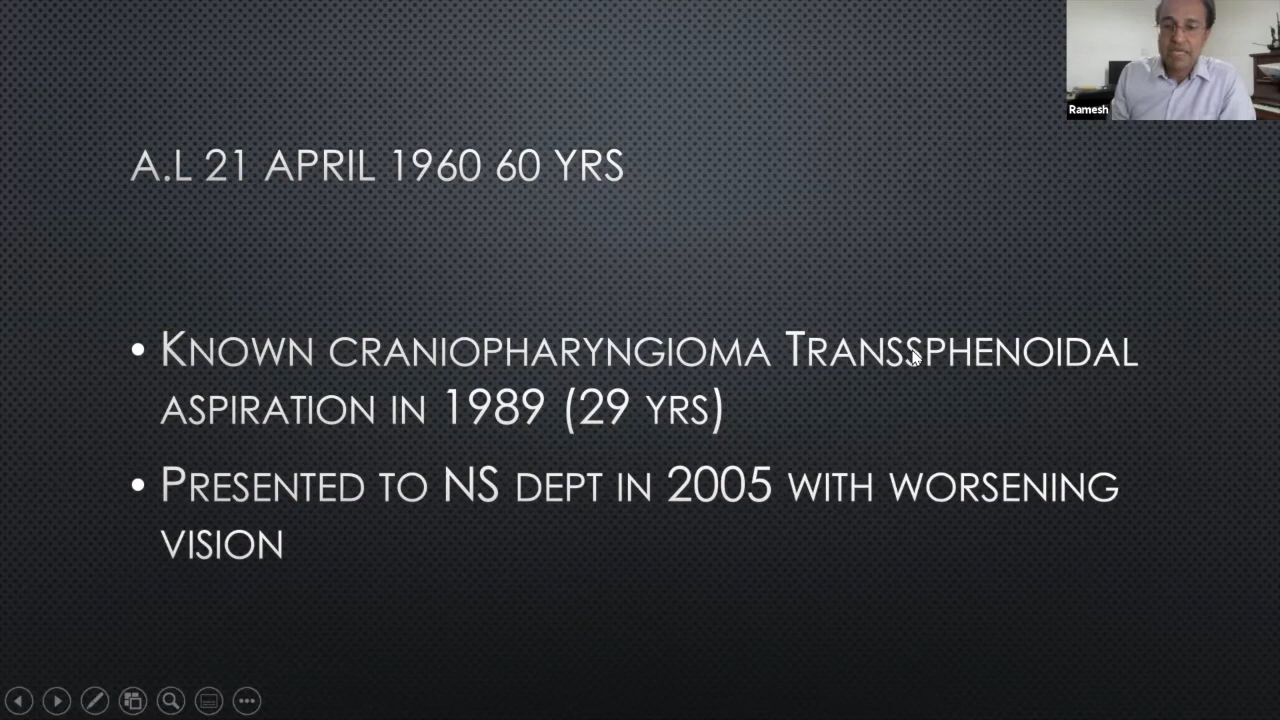 Ramesh
A.L 21 APRIL 1960 60 YRS
• KNOWN CRANIOPHARYNGIOMA TRANSSPHENOIDAL
ASPIRATION IN 1989 (29 YRS)
• PRESENTED TO NS DEPT IN 2005 WITH WORSENING
VISION